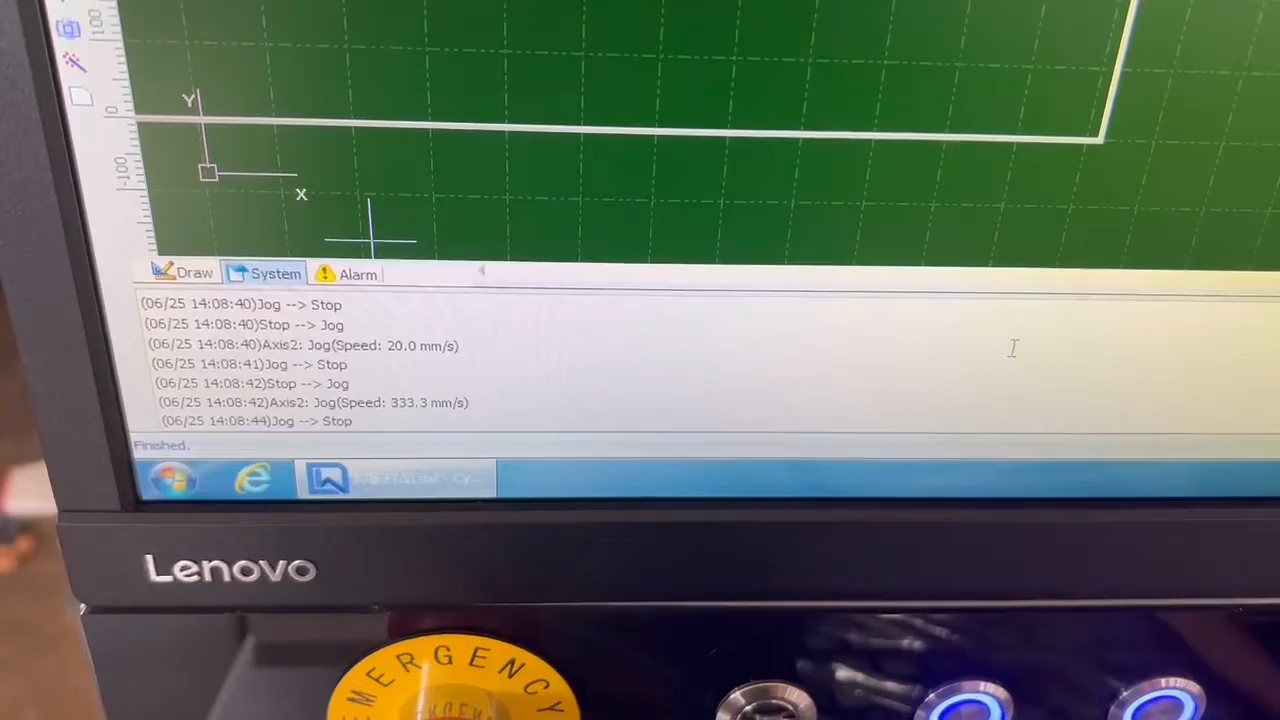 100
0
-100
Y
X
Draw System Alarm
(06/25 14:08:40)Jog --> Stop
(06/25 14:08:40)Stop --> Jog
(06/25 14:08:40)Axis2: Jog(Speed: 20.0 mm/s)
(06/25 14:08:41)Jog --> Stop
(06/25 14:08:42)Stop --> Jog
(06/25 14:08:42)Axis2: Jog(Speed: 333.3 mm/s)
(06/25 14:08:44)Jog --> Stop
Finished.
Lenovo
EMERGENCY